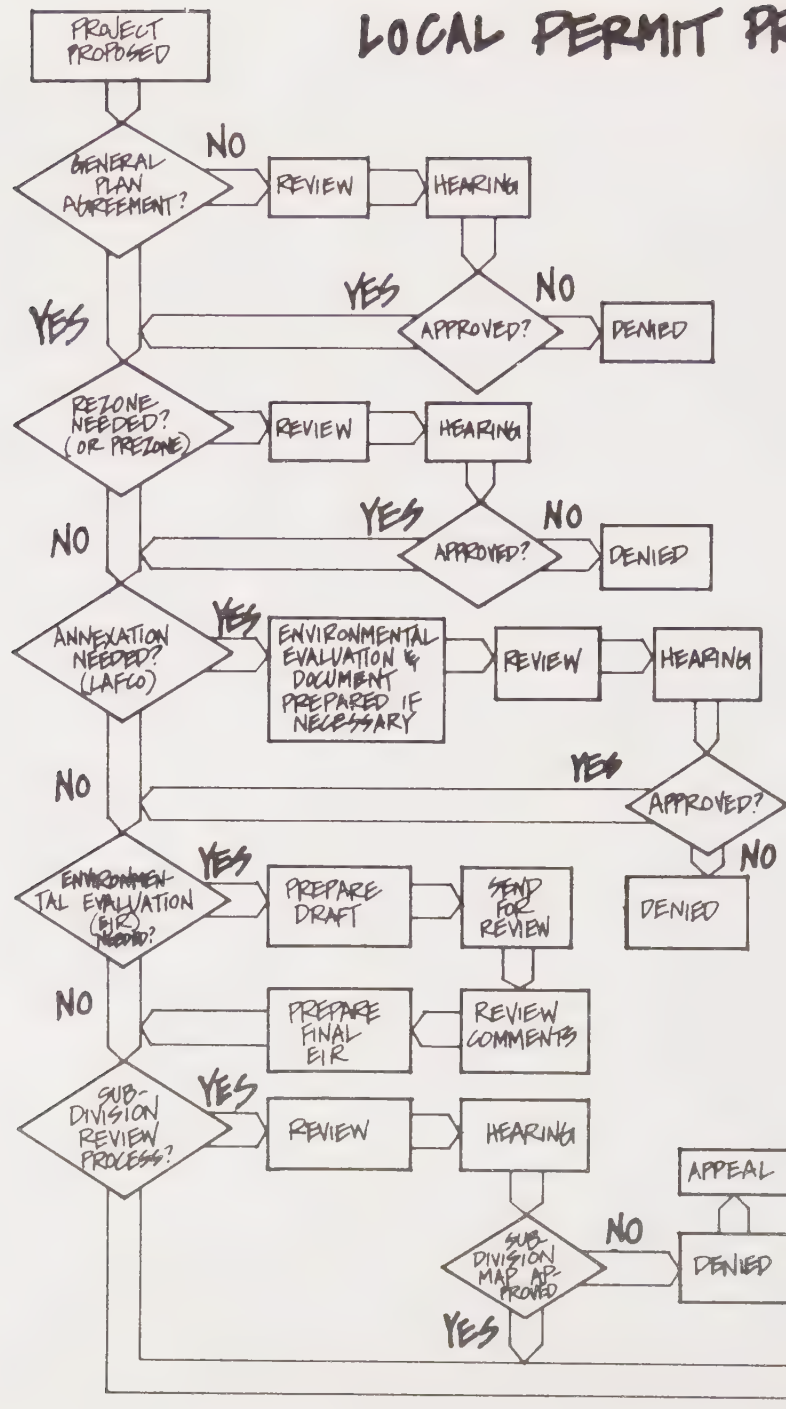 LOCAL PERMIT PR
PROJECT
PROPOSED
GENERAL
PLAN
AGREEMENT?
NO
REVIEW
HEARING
YES
YES
APPROVED?
NO
DENIED
REZONE
NEEDED?
(OR PREZONE)
REVIEW
HEARING
NO
YES
APPROVED?
NO
DENIED
ANNEXATION
NEEDED?
(LAFCO)
YES
ENVIRONMENTAL
EVALUATION &
DOCUMENT
PREPARED IF
NECESSARY
REVIEW
HEARING
NO
YES
APPROVED?
NO
DENIED
ENVIRONMEN-
TAL EVALUATION
(EIR)
NEEDED?
YES
PREPARE
DRAFT
SEND
FOR
REVIEW
NO
PREPARE
FINAL
EIR
REVIEW
COMMENTS
SUB-
DIVISION
REVIEW
PROCESS?
YES
REVIEW
HEARING
SUB-
DIVISION
MAP AP-
PROVED
NO
DENIED
APPEAL
YES